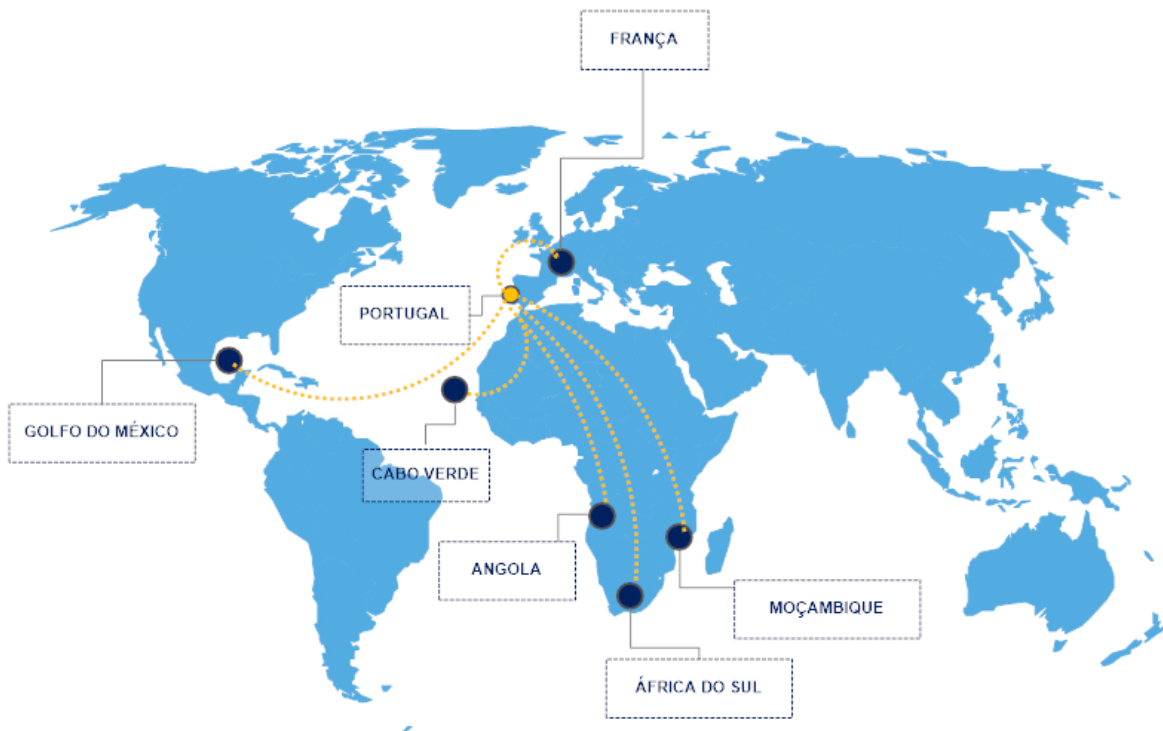 FRANÇA
PORTUGAL
GOLFO DO MÉXICO
CABO VERDE
ANGOLA
MOÇAMBIQUE
ÁFRICA DO SUL